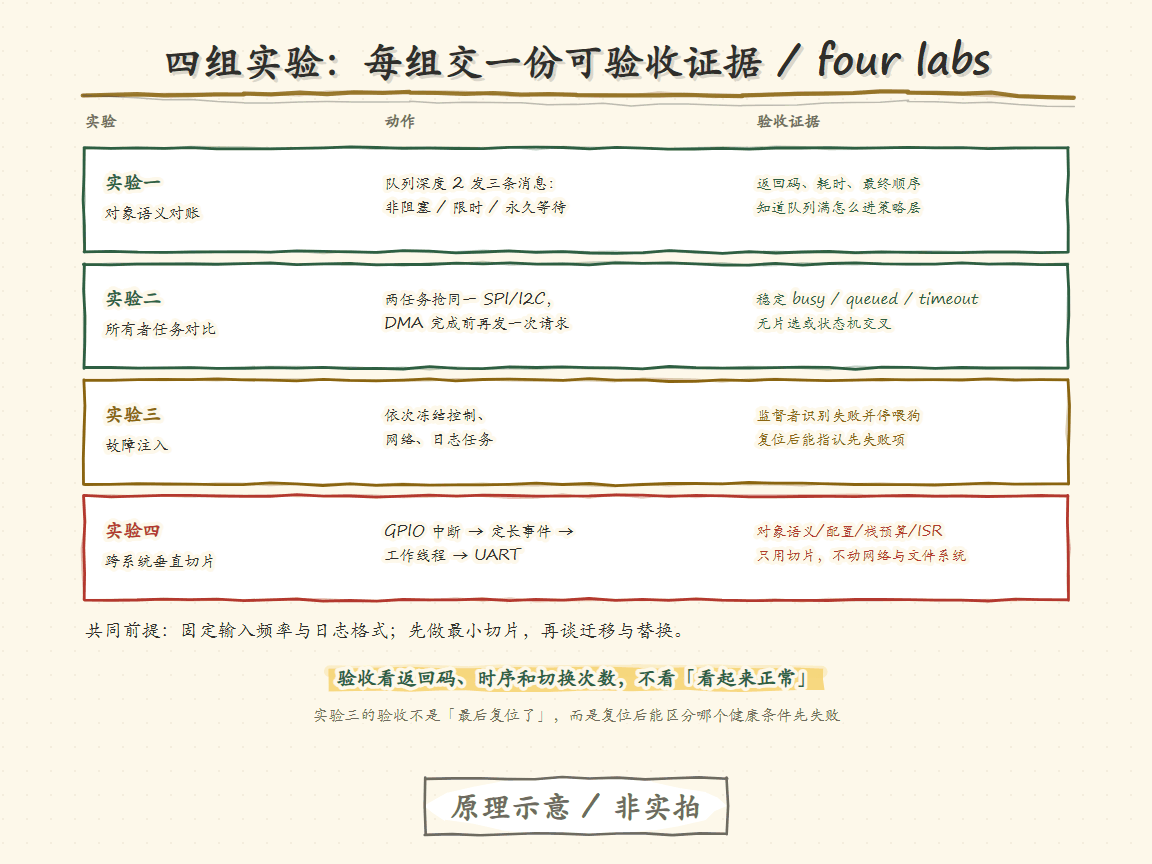 四组实验：每组交一份可验收证据 / four labs
实验 动作 验收证据
实验一
对象语义对账
队列深度 2 发三条消息：
非阻塞 / 限时 / 永久等待
返回码、耗时、最终顺序
知道队列满怎么进策略层
实验二
所有者任务对比
两任务抢同一 SPI/I2C，
DMA 完成前再发一次请求
稳定 busy / queued / timeout
无片选或状态机交叉
实验三
故障注入
依次冻结控制、
网络、日志任务
监督者识别失败并停喂狗
复位后能指认先失败项
实验四
跨系统垂直切片
GPIO 中断 → 定长事件 →
工作线程 → UART
对象语义/配置/栈预算/ISR
只用切片，不动网络与文件系统
共同前提：固定输入频率与日志格式；先做最小切片，再谈迁移与替换。
验收看返回码、时序和切换次数，不看「看起来正常」
实验三的验收不是「最后复位了」，而是复位后能区分哪个健康条件先失败
原理示意 / 非实拍